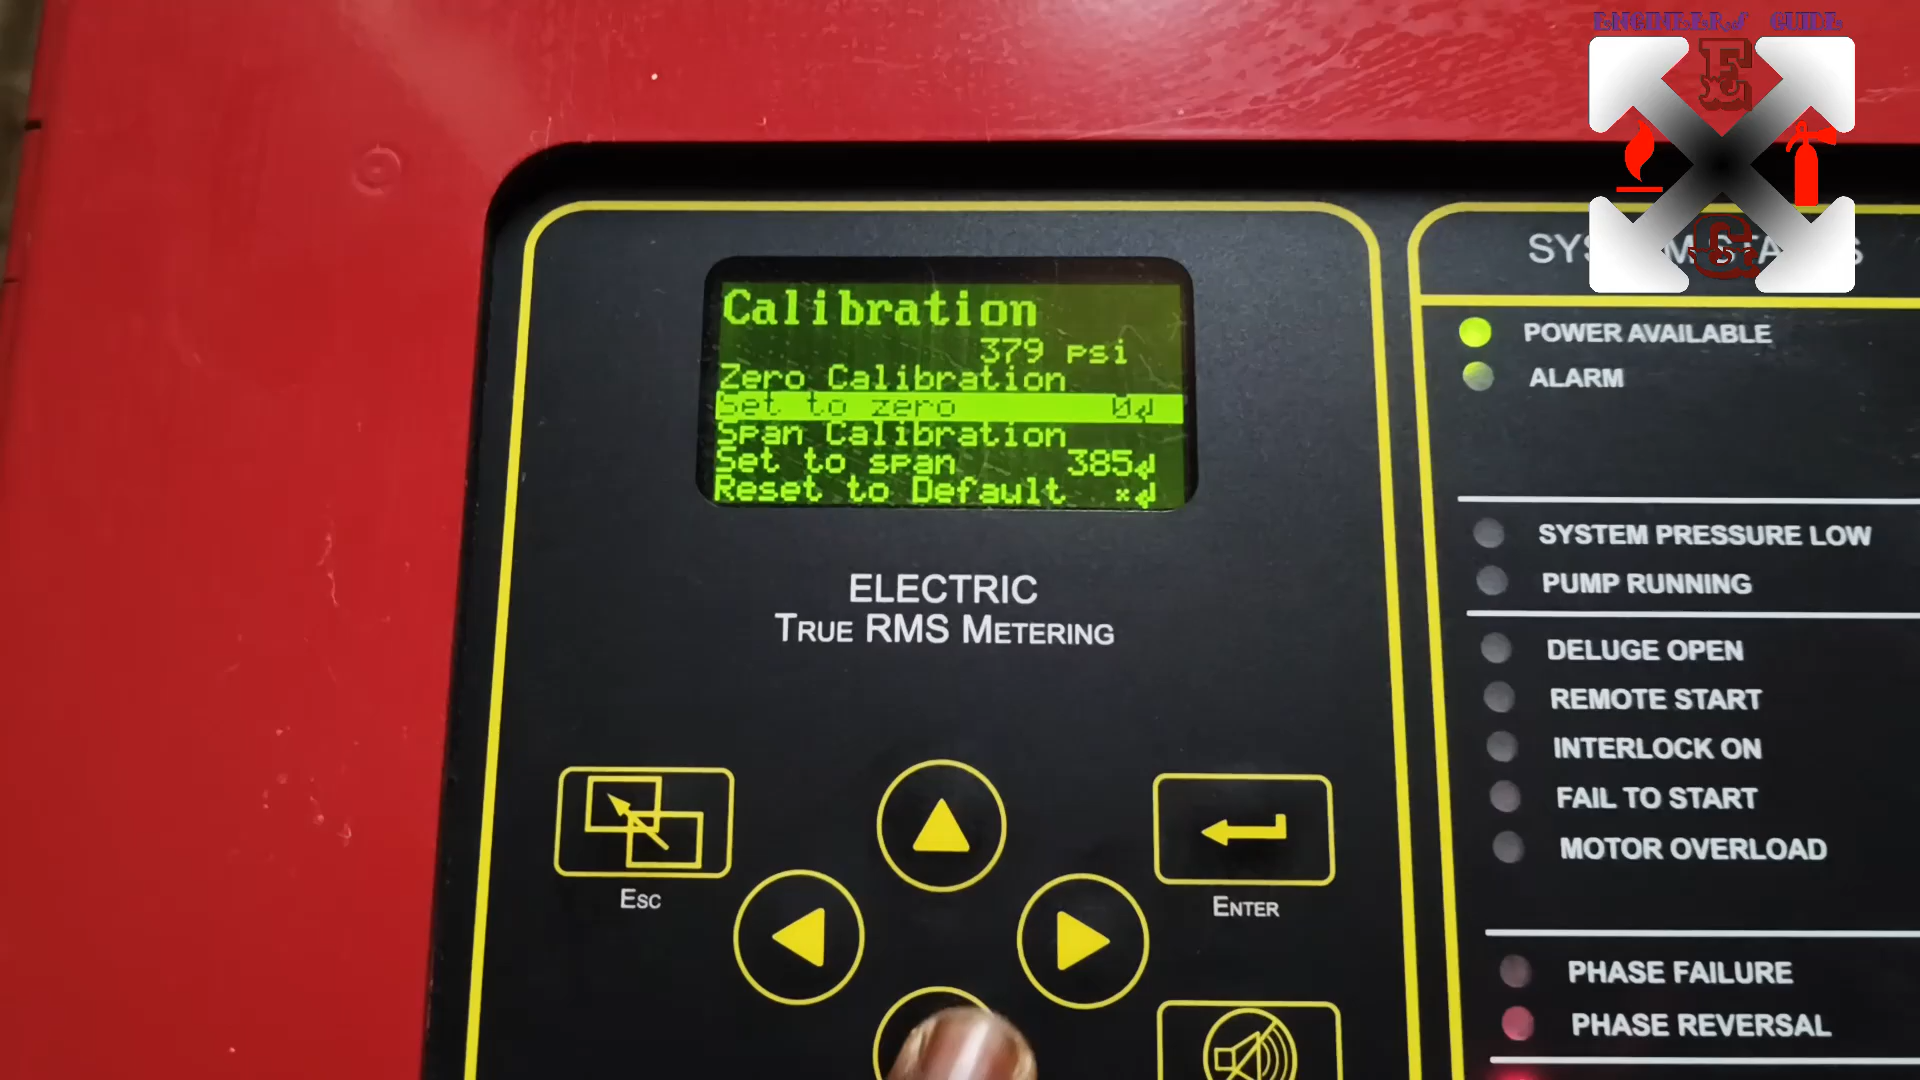 ENGINEERS GUIDE
E
G
Calibration
379 psi
Zero Calibration
Set to zero 0↲
Span Calibration
Set to span 385↲
Reset to Default ×↲
ELECTRIC
TRUE RMS METERING
ESC
ENTER
POWER AVAILABLE
ALARM
SYSTEM PRESSURE LOW
PUMP RUNNING
DELUGE OPEN
REMOTE START
INTERLOCK ON
FAIL TO START
MOTOR OVERLOAD
PHASE FAILURE
PHASE REVERSAL